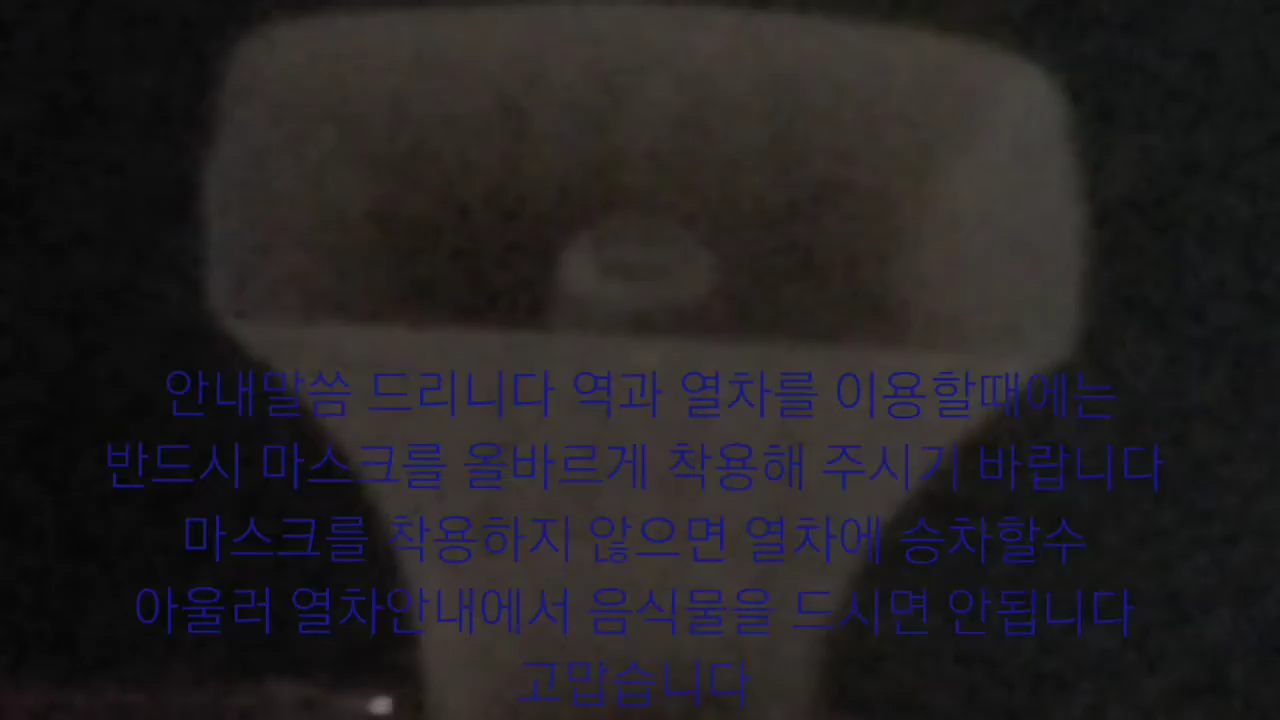 안내말씀 드리니다 역과 열차를 이용할때에는
반드시 마스크를 올바르게 착용해 주시기 바랍니다
마스크를 착용하지 않으면 열차에 승차할수
아울러 열차안내에서 음식물을 드시면 안됩니다
고맙습니다